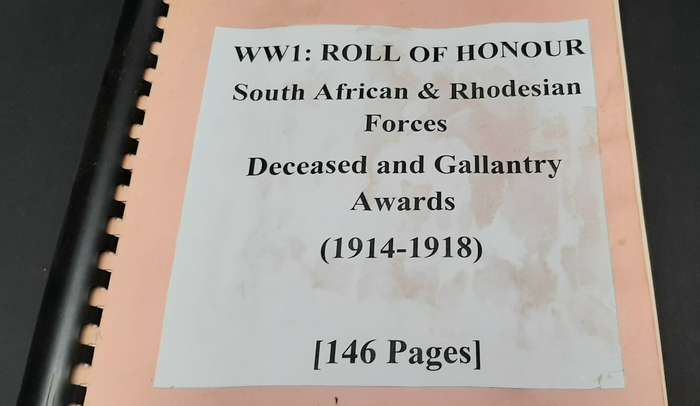 WW1: ROLL OF HONOUR
South African & Rhodesian
Forces
Deceased and Gallantry
Awards
(1914-1918)
[146 Pages]